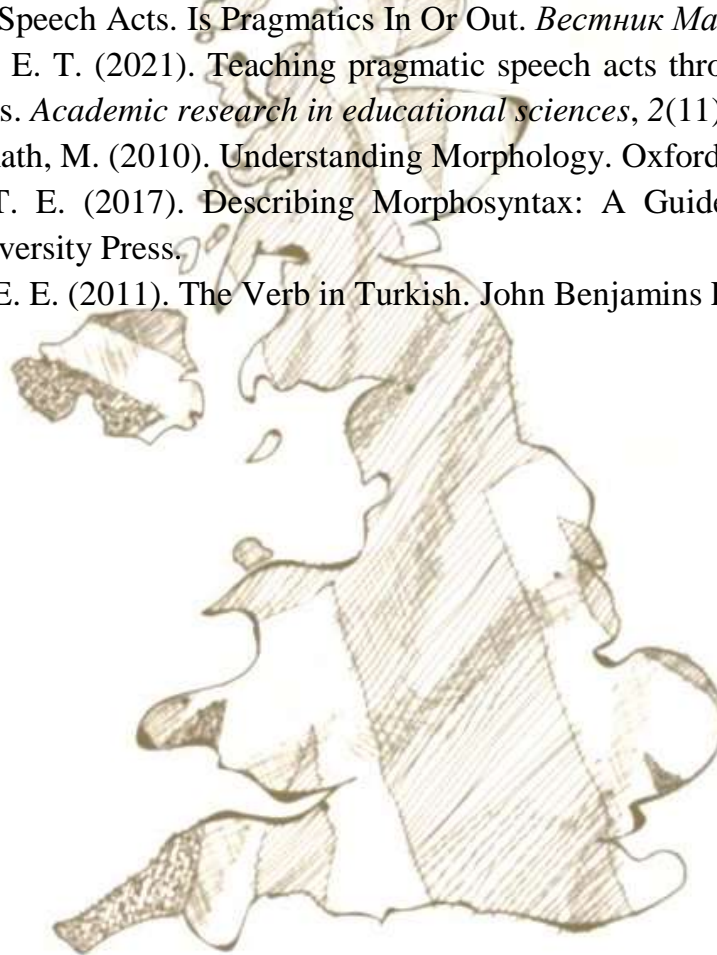 Speech Acts. Is Pragmatics In Or Out. Вестник Ма
E. T. (2021). Teaching pragmatic speech acts thro
s. Academic research in educational sciences, 2(11)
ath, M. (2010). Understanding Morphology. Oxford
T. E. (2017). Describing Morphosyntax: A Guide
versity Press.
E. E. (2011). The Verb in Turkish. John Benjamins